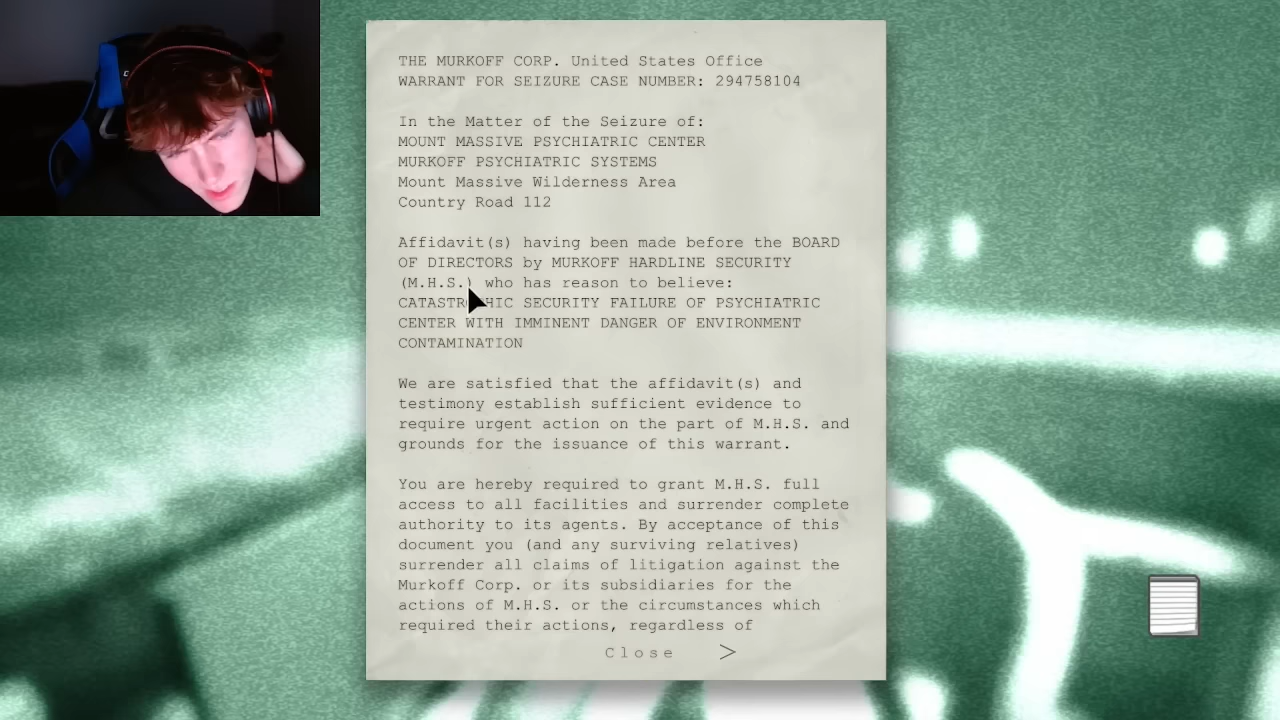 THE MURKOFF CORP. United States Office
WARRANT FOR SEIZURE CASE NUMBER: 294758104
In the Matter of the Seizure of:
MOUNT MASSIVE PSYCHIATRIC CENTER
MURKOFF PSYCHIATRIC SYSTEMS
Mount Massive Wilderness Area
Country Road 112
Affidavit(s) having been made before the BOARD
OF DIRECTORS by MURKOFF HARDLINE SECURITY
(M.H.S.) who has reason to believe:
CATASTROPHIC SECURITY FAILURE OF PSYCHIATRIC
CENTER WITH IMMINENT DANGER OF ENVIRONMENT
CONTAMINATION
We are satisfied that the affidavit(s) and
testimony establish sufficient evidence to
require urgent action on the part of M.H.S. and
grounds for the issuance of this warrant.
You are hereby required to grant M.H.S. full
access to all facilities and surrender complete
authority to its agents. By acceptance of this
document you (and any surviving relatives)
surrender all claims of litigation against the
Murkoff Corp. or its subsidiaries for the
actions of M.H.S. or the circumstances which
required their actions, regardless of
Close >